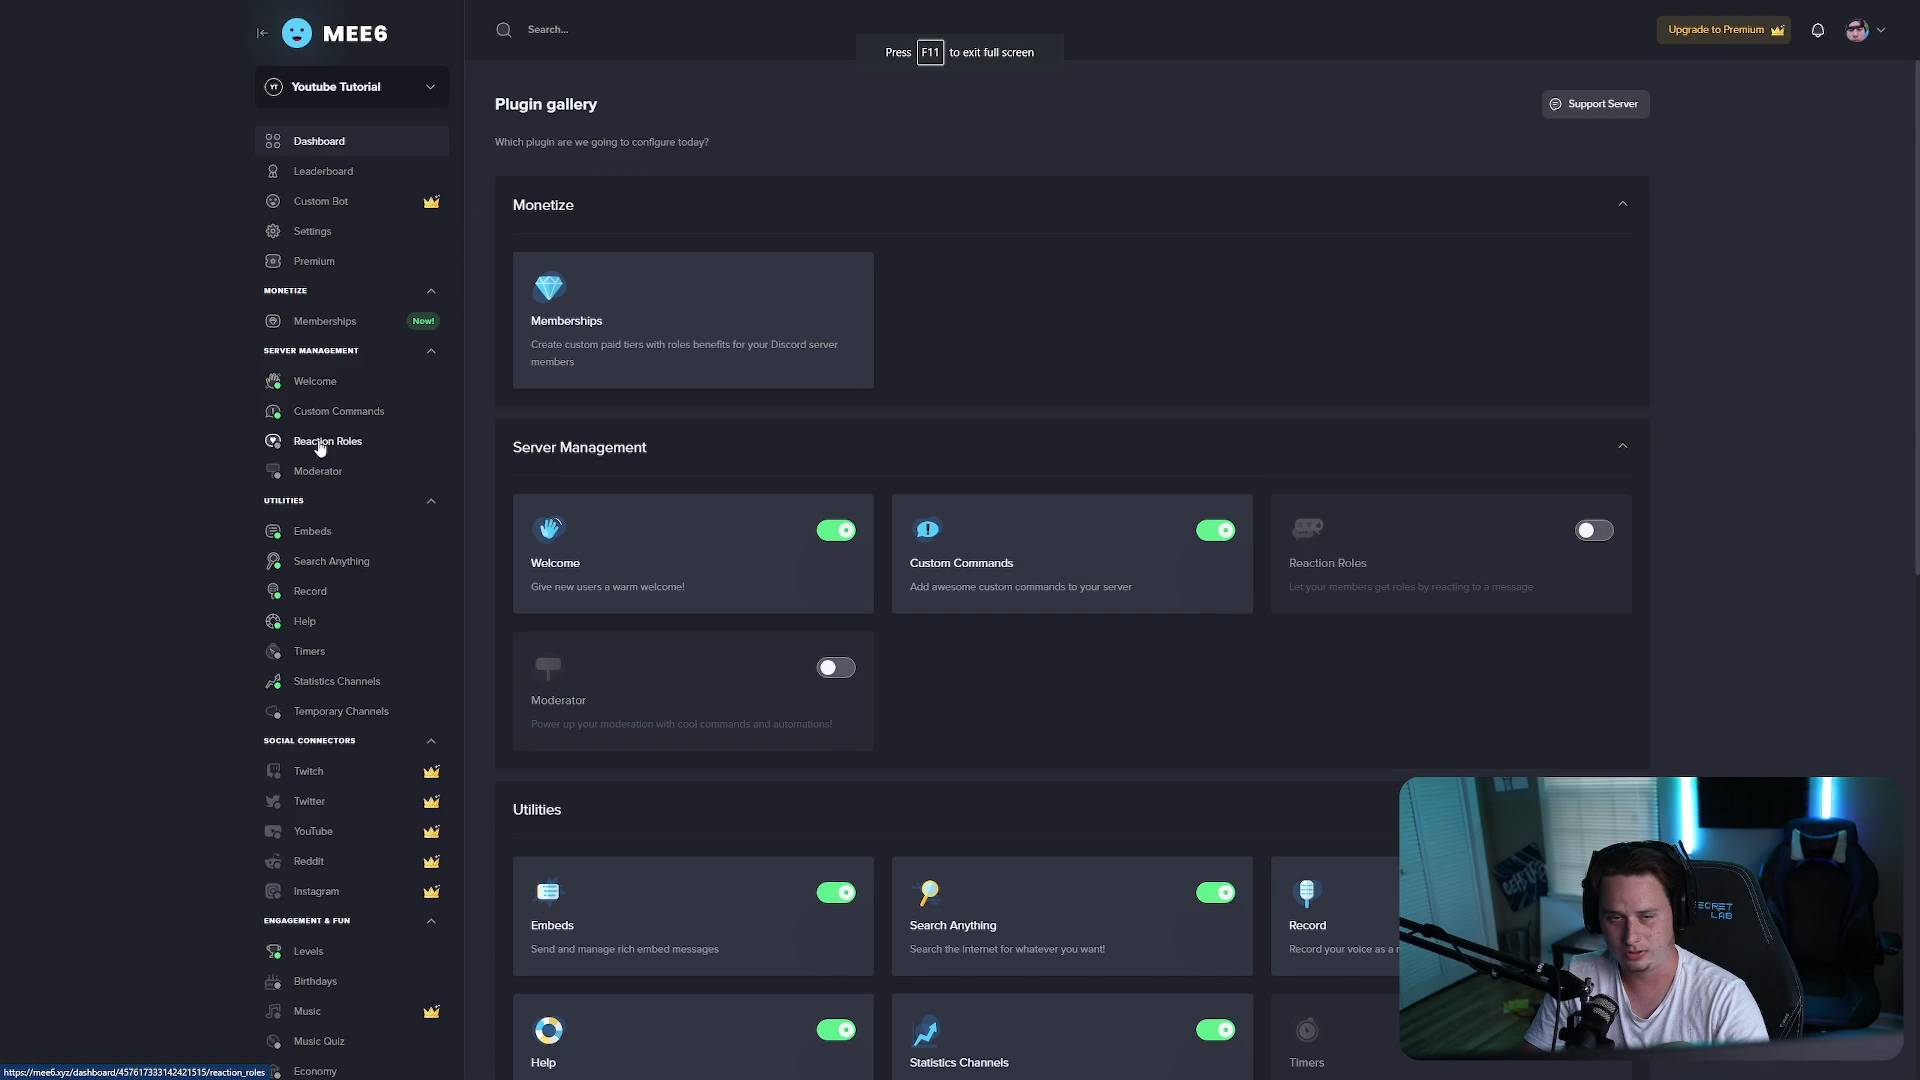 MEE6
Search...
Press F11 to exit full screen
Upgrade to Premium
YT Youtube Tutorial
Dashboard
Leaderboard
Custom Bot
Settings
Premium
MONETIZE
Memberships New!
SERVER MANAGEMENT
Welcome
Custom Commands
Reaction Roles
Moderator
UTILITIES
Embeds
Search Anything
Record
Help
Timers
Statistics Channels
Temporary Channels
SOCIAL CONNECTORS
Twitch
Twitter
YouTube
Reddit
Instagram
ENGAGEMENT & FUN
Levels
Birthdays
Music
Music Quiz
Economy
https://mee6.xyz/dashboard/457617333142421515/reaction_roles
Plugin gallery
Support Server
Which plugin are we going to configure today?
Monetize
Memberships
Create custom paid tiers with roles benefits for your Discord server
members
Server Management
Welcome
Give new users a warm welcome!
Custom Commands
Add awesome custom commands to your server
Reaction Roles
Let your members get roles by reacting to a message
Moderator
Power up your moderation with cool commands and automations!
Utilities
Embeds
Send and manage rich embed messages
Search Anything
Search the internet for whatever you want!
Record
Record your voice as a
Help
Statistics Channels
Timers
SECRET
LAB